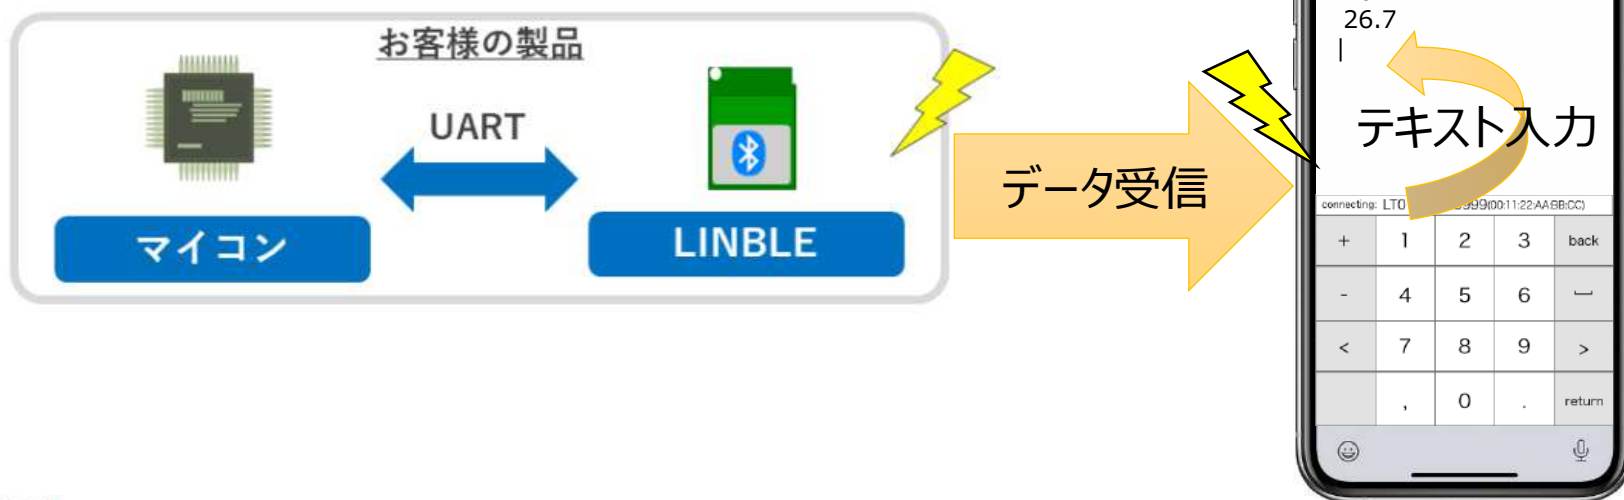 お客様の製品
UART
マイコン
LINBLE
データ受信
26.7
テキスト入力
connecting: LT0 999(00:11:22:AA:BB:CC)
+ 1 2 3 back
- 4 5 6
< 7 8 9 >
, 0 . return